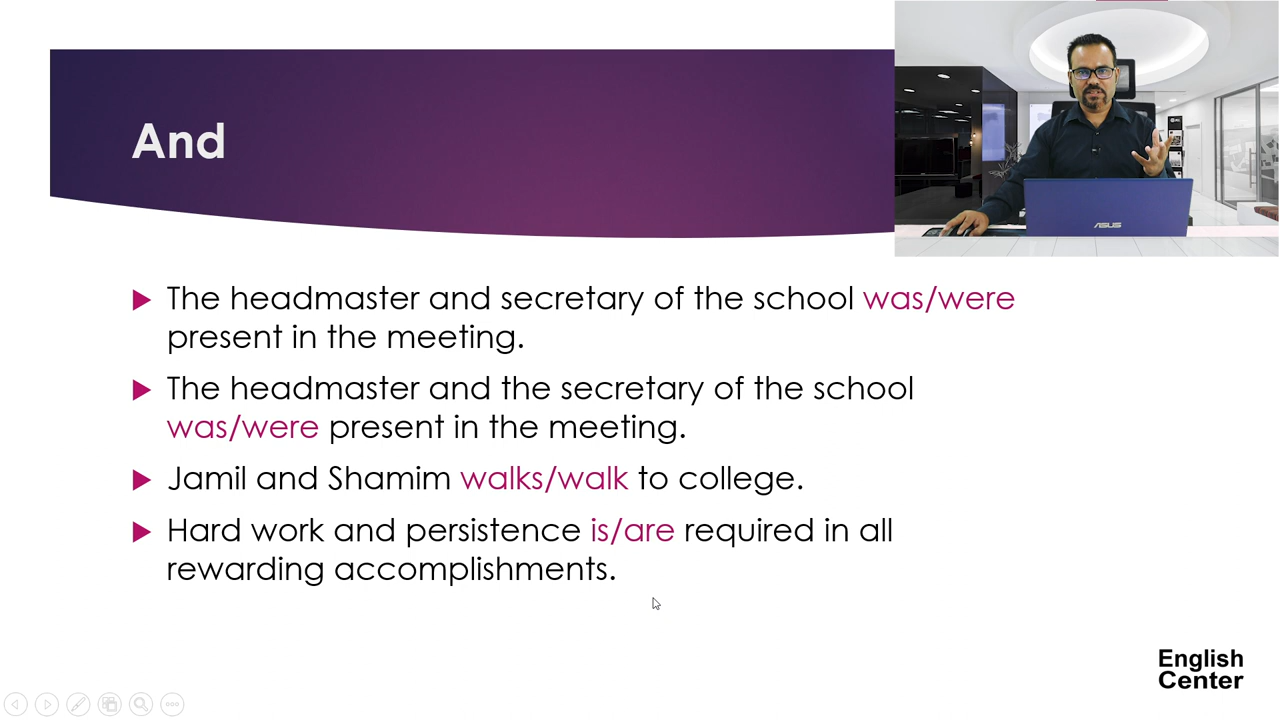 And
The headmaster and secretary of the school was/were
present in the meeting.
The headmaster and the secretary of the school
was/were present in the meeting.
Jamil and Shamim walks/walk to college.
Hard work and persistence is/are required in all
rewarding accomplishments.
ASUS
English
Center